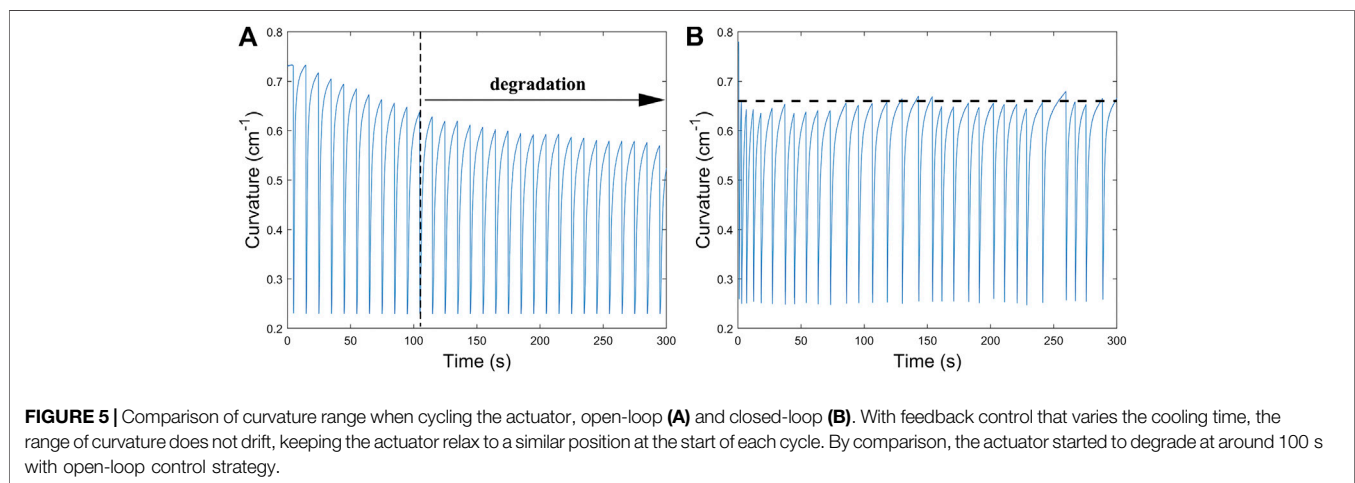 A
0.8
0.7
0.6
0.5
0.4
0.3
0.2
Curvature (cm-1)
degradation
0 50 100 150 200 250 300
Time (s)
B
0.8
0.7
0.6
0.5
0.4
0.3
0.2
Curvature (cm-1)
0 50 100 150 200 250 300
Time (s)
FIGURE 5 | Comparison of curvature range when cycling the actuator, open-loop (A) and closed-loop (B). With feedback control that varies the cooling time, the
range of curvature does not drift, keeping the actuator relax to a similar position at the start of each cycle. By comparison, the actuator started to degrade at around 100 s
with open-loop control strategy.